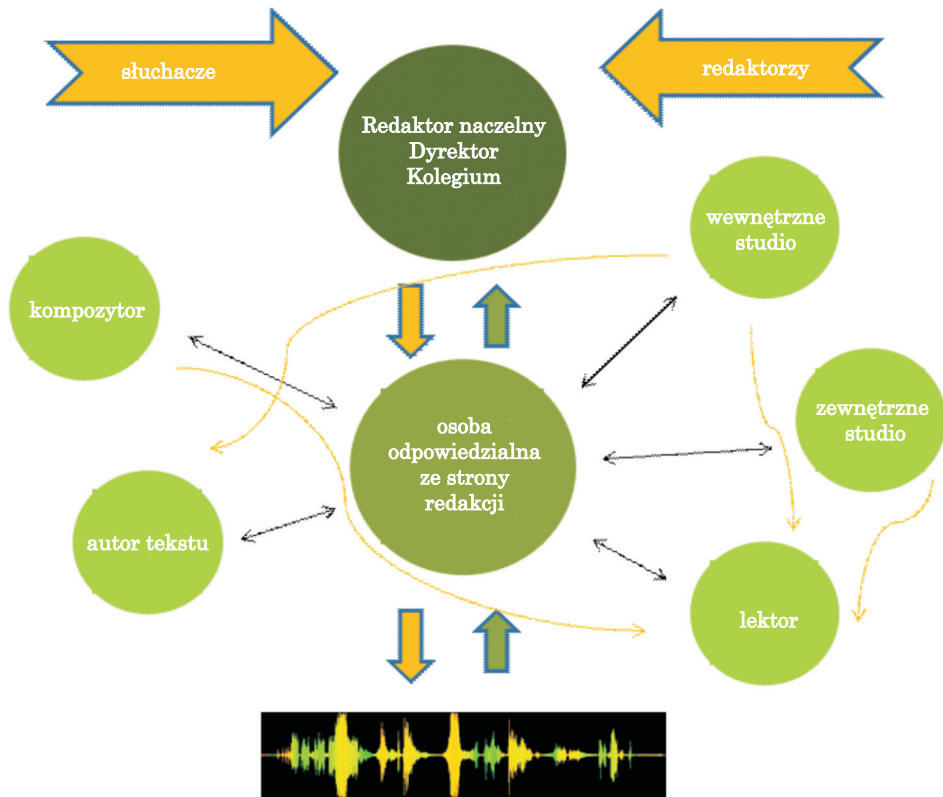 słuchacze
redaktorzy
Redaktor naczelny
Dyrektor
Kolegium
wewnętrzne
studio
kompozytor
zewnętrzne
studio
osoba
odpowiedzialna
ze strony
redakcji
autor tekstu
lektor